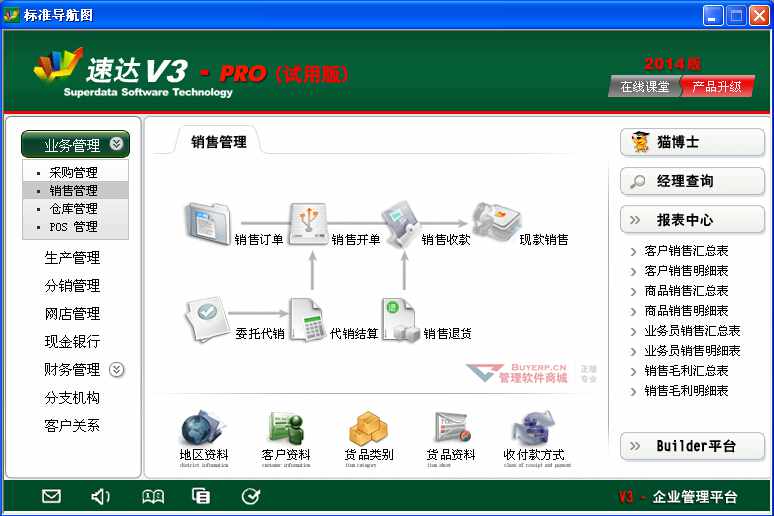 标准导航图
速达 V3 - PRO (试用版)
Superdata Software Technology
2014版
在线课堂 产品升级
业务管理
采购管理
销售管理
仓库管理
POS 管理
生产管理
分销管理
网店管理
现金银行
财务管理
分支机构
客户关系
销售管理
销售订单
销售开单
销售收款
现款销售
委托代销
代销结算
销售退货
BUYERP.CN
管理软件商城
正版
专业
地区资料
district information
客户资料
customer information
货品类别
item category
货品资料
item sheet
收付款方式
claus of receipt and payment
猫博士
经理查询
报表中心
客户销售汇总表
客户销售明细表
商品销售汇总表
商品销售明细表
业务员销售汇总表
业务员销售明细表
销售毛利汇总表
销售毛利明细表
Builder平台
V3 - 企业管理平台